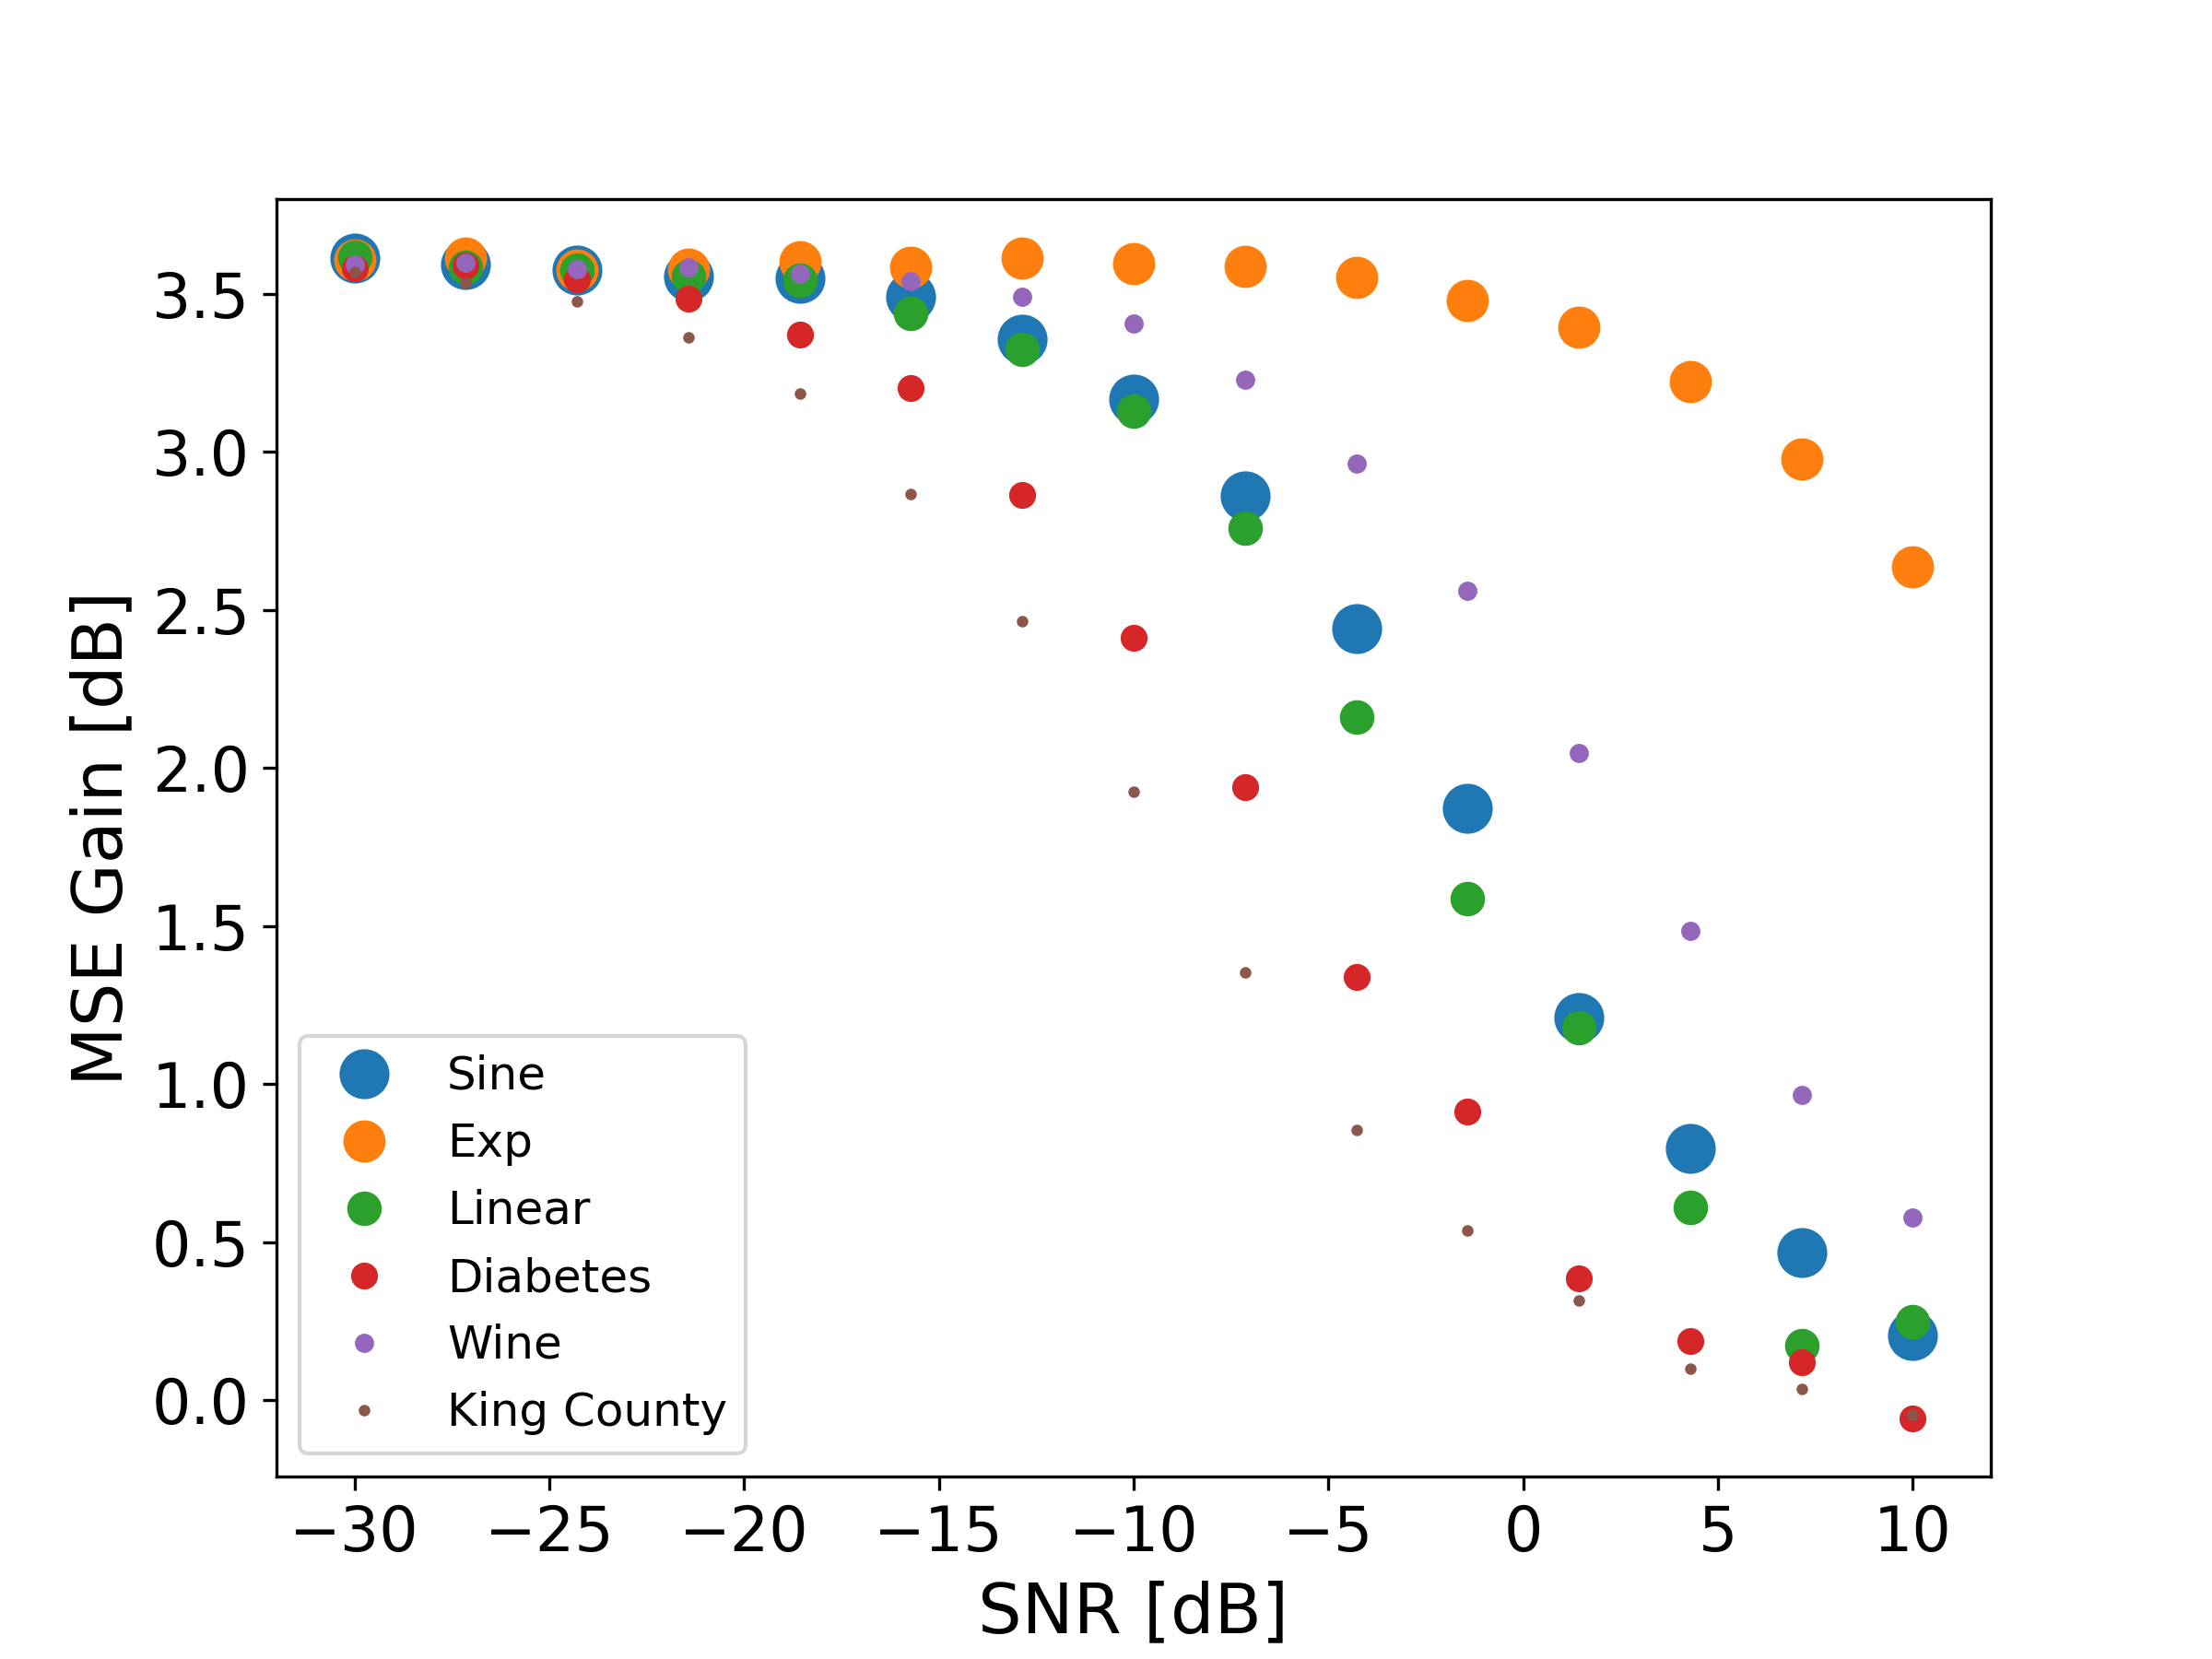 3.5
3.0
2.5
2.0
1.5
1.0
0.5
0.0
MSE Gain [dB]
Sine
Exp
Linear
Diabetes
Wine
King County
−30 −25 −20 −15 −10 −5 0 5 10
SNR [dB]